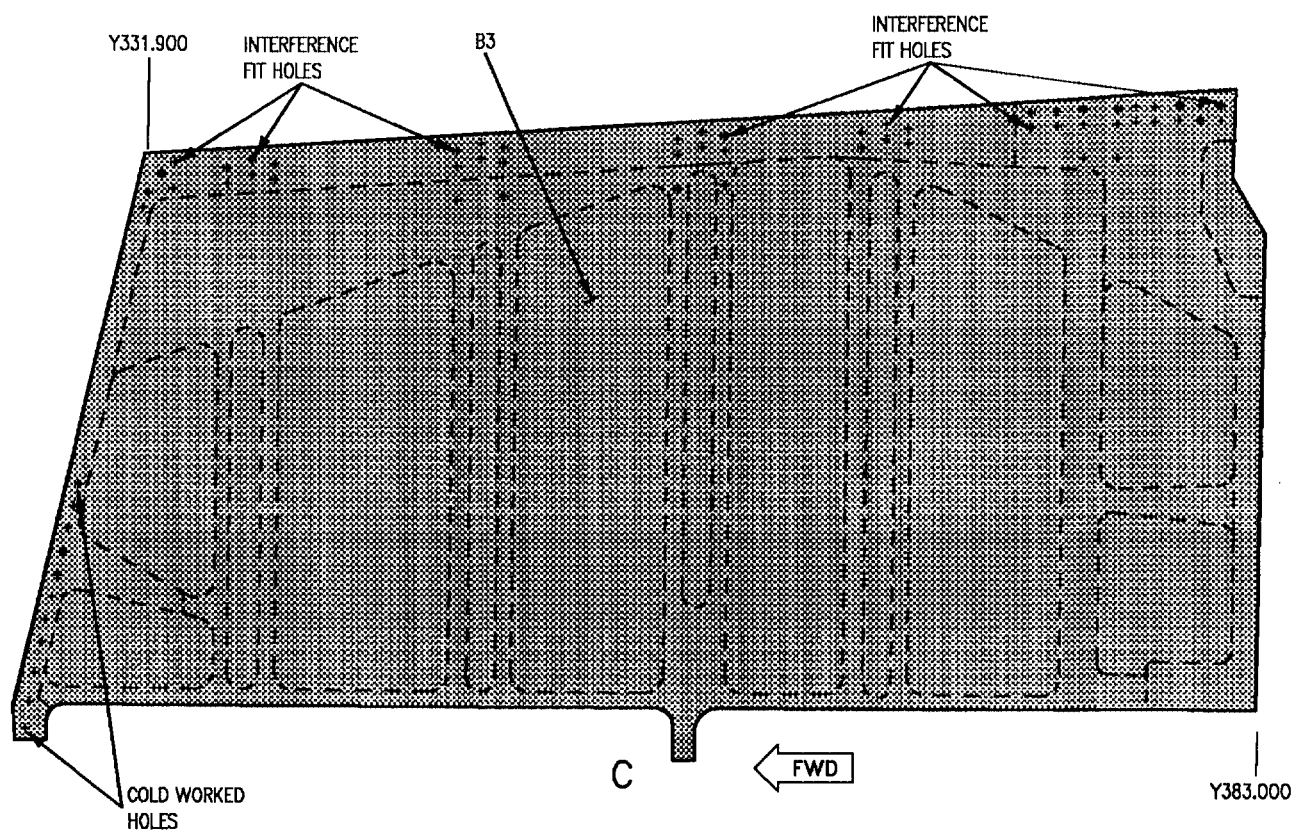 Y331.900
INTERFERENCE
FIT HOLES
B3
INTERFERENCE
FIT HOLES
C
FWD
Y383.000
COLD WORKED
HOLES